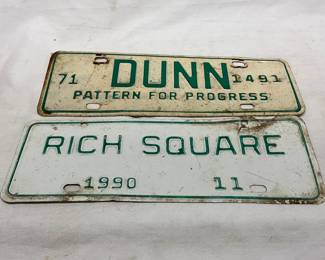 71 DUNN 1491
PATTERN FOR PROGRESS
RICH SQUARE
1990 11